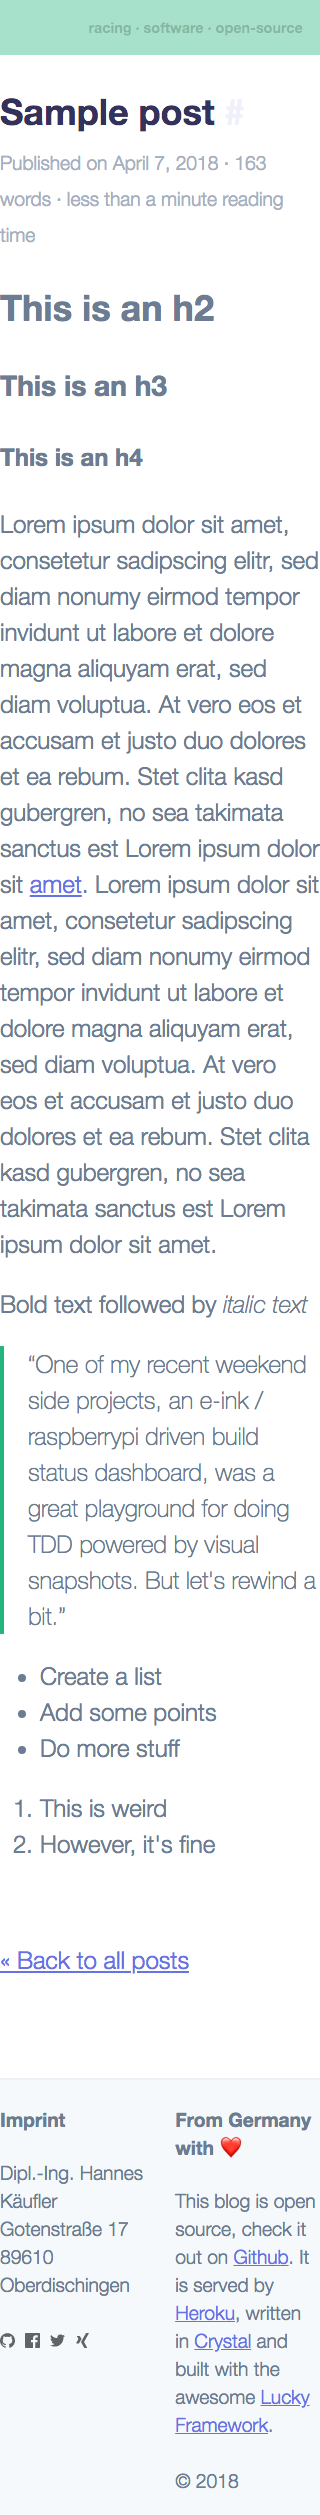 racing · software · open-source
Sample post #
Published on April 7, 2018 · 163
words · less than a minute reading
time
This is an h2
This is an h3
This is an h4
Lorem ipsum dolor sit amet,
consetetur sadipscing elitr, sed
diam nonumy eirmod tempor
invidunt ut labore et dolore
magna aliquyam erat, sed
diam voluptua. At vero eos et
accusam et justo duo dolores
et ea rebum. Stet clita kasd
gubergren, no sea takimata
sanctus est Lorem ipsum dolor
sit amet. Lorem ipsum dolor sit
amet, consetetur sadipscing
elitr, sed diam nonumy eirmod
tempor invidunt ut labore et
dolore magna aliquyam erat,
sed diam voluptua. At vero
eos et accusam et justo duo
dolores et ea rebum. Stet clita
kasd gubergren, no sea
takimata sanctus est Lorem
ipsum dolor sit amet.
Bold text followed by italic text
“One of my recent weekend
side projects, an e-ink /
raspberrypi driven build
status dashboard, was a
great playground for doing
TDD powered by visual
snapshots. But let's rewind a
bit.”
• Create a list
• Add some points
• Do more stuff
1. This is weird
2. However, it's fine
« Back to all posts
Imprint
Dipl.-Ing. Hannes
Käufler
Gotenstraße 17
89610
Oberdischingen
From Germany
with ❤️
This blog is open
source, check it
out on Github. It
is served by
Heroku, written
in Crystal and
built with the
awesome Lucky
Framework.
© 2018